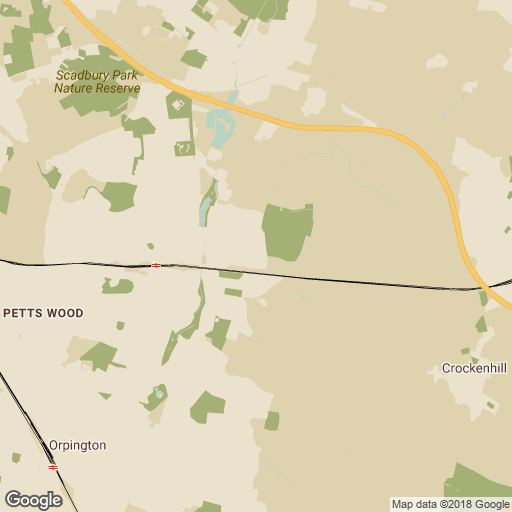 Scadbury Park
Nature Reserve
PETTS WOOD
Crockenhill
Orpington
Google
Map data ©2018 Google